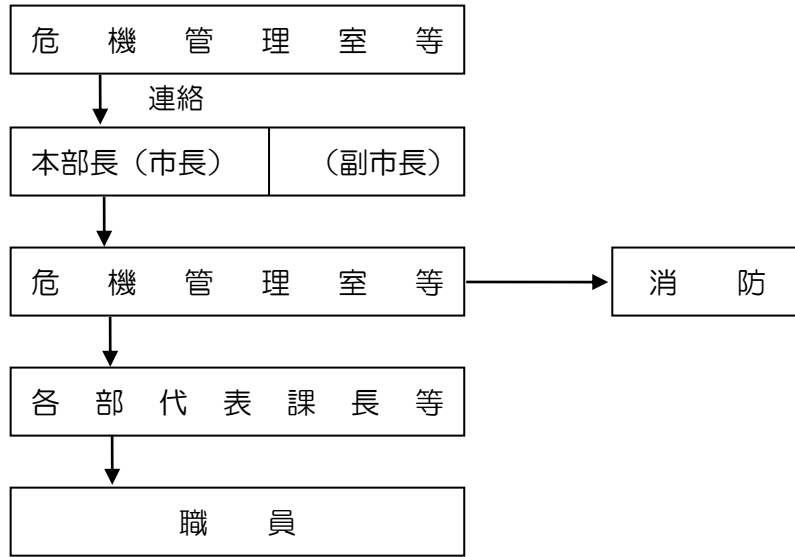 危機管理室等
連絡
本部長（市長）
（副市長）
危機管理室等
消防
各部代表課長等
職員